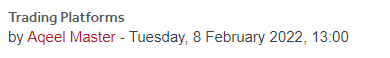 Trading Platforms
by Aqeel Master - Tuesday, 8 February 2022, 13:00